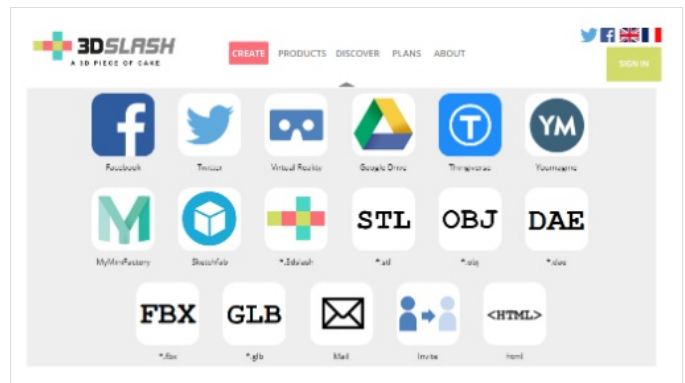 3DSLASH
A 3D PIECE OF CAKE
CREATE PRODUCTS DISCOVER PLANS ABOUT
SIGN IN
f
T YM
Facebook Twitter Virtual Reality Google Drive Thingiverse Youmagine
M STL OBJ DAE
MyMiniFactory Sketchfab *.3dslash *.stl *.obj *.dae
FBX GLB <HTML>
*.fbx *.glb Mail Invite html